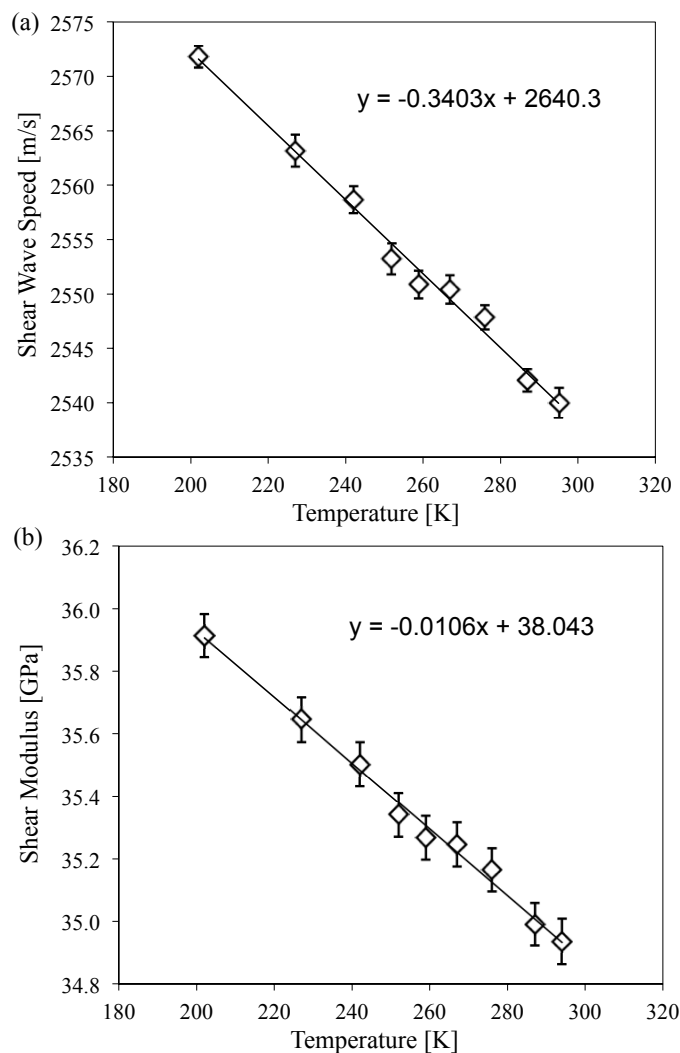 (a)
2575
2570
2565
2560
2555
2550
2545
2540
2535
Shear Wave Speed [m/s]
y = -0.3403x + 2640.3
180 200 220 240 260 280 300 320
Temperature [K]
(b)
36.2
36.0
35.8
35.6
35.4
35.2
35.0
34.8
Shear Modulus [GPa]
y = -0.0106x + 38.043
180 200 220 240 260 280 300 320
Temperature [K]